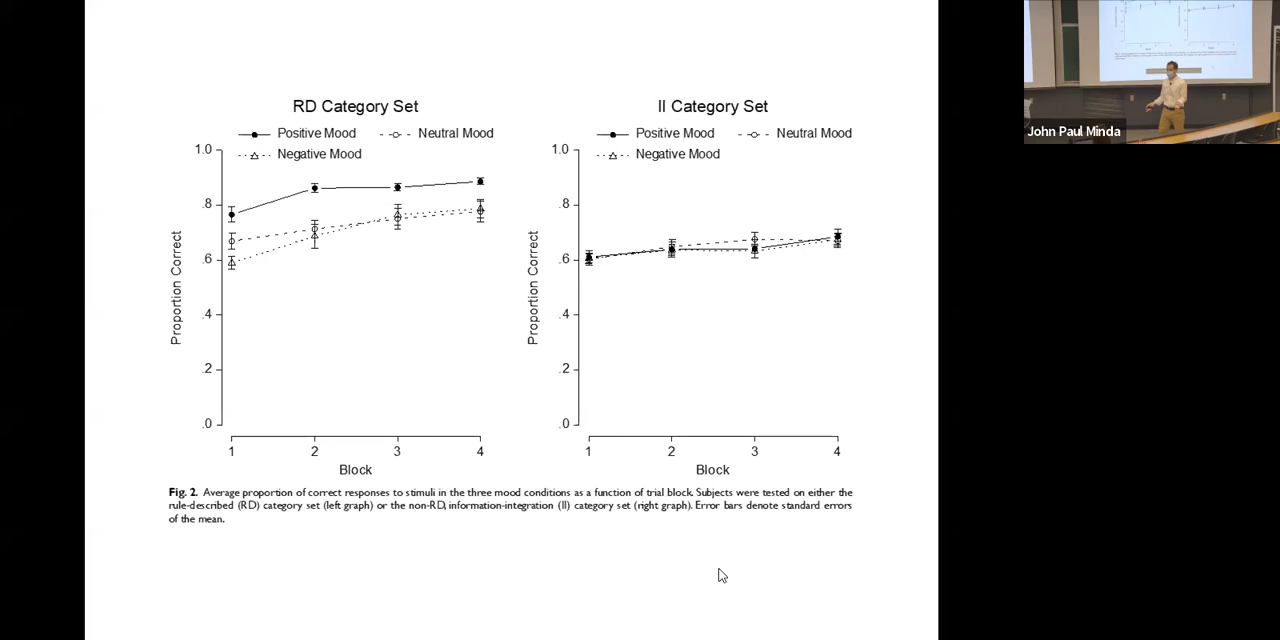 RD Category Set
Positive Mood
Neutral Mood
Negative Mood
1.0
.8
.6
.4
.2
.0
Proportion Correct
1
2
3
4
Block
II Category Set
Positive Mood
Neutral Mood
Negative Mood
1.0
.8
.6
.4
.2
.0
Proportion Correct
1
2
3
4
Block
Fig. 2. Average proportion of correct responses to stimuli in the three mood conditions as a function of trial block. Subjects were tested on either the
rule-described (RD) category set (left graph) or the non-RD, information-integration (II) category set (right graph). Error bars denote standard errors
of the mean.
John Paul Minda